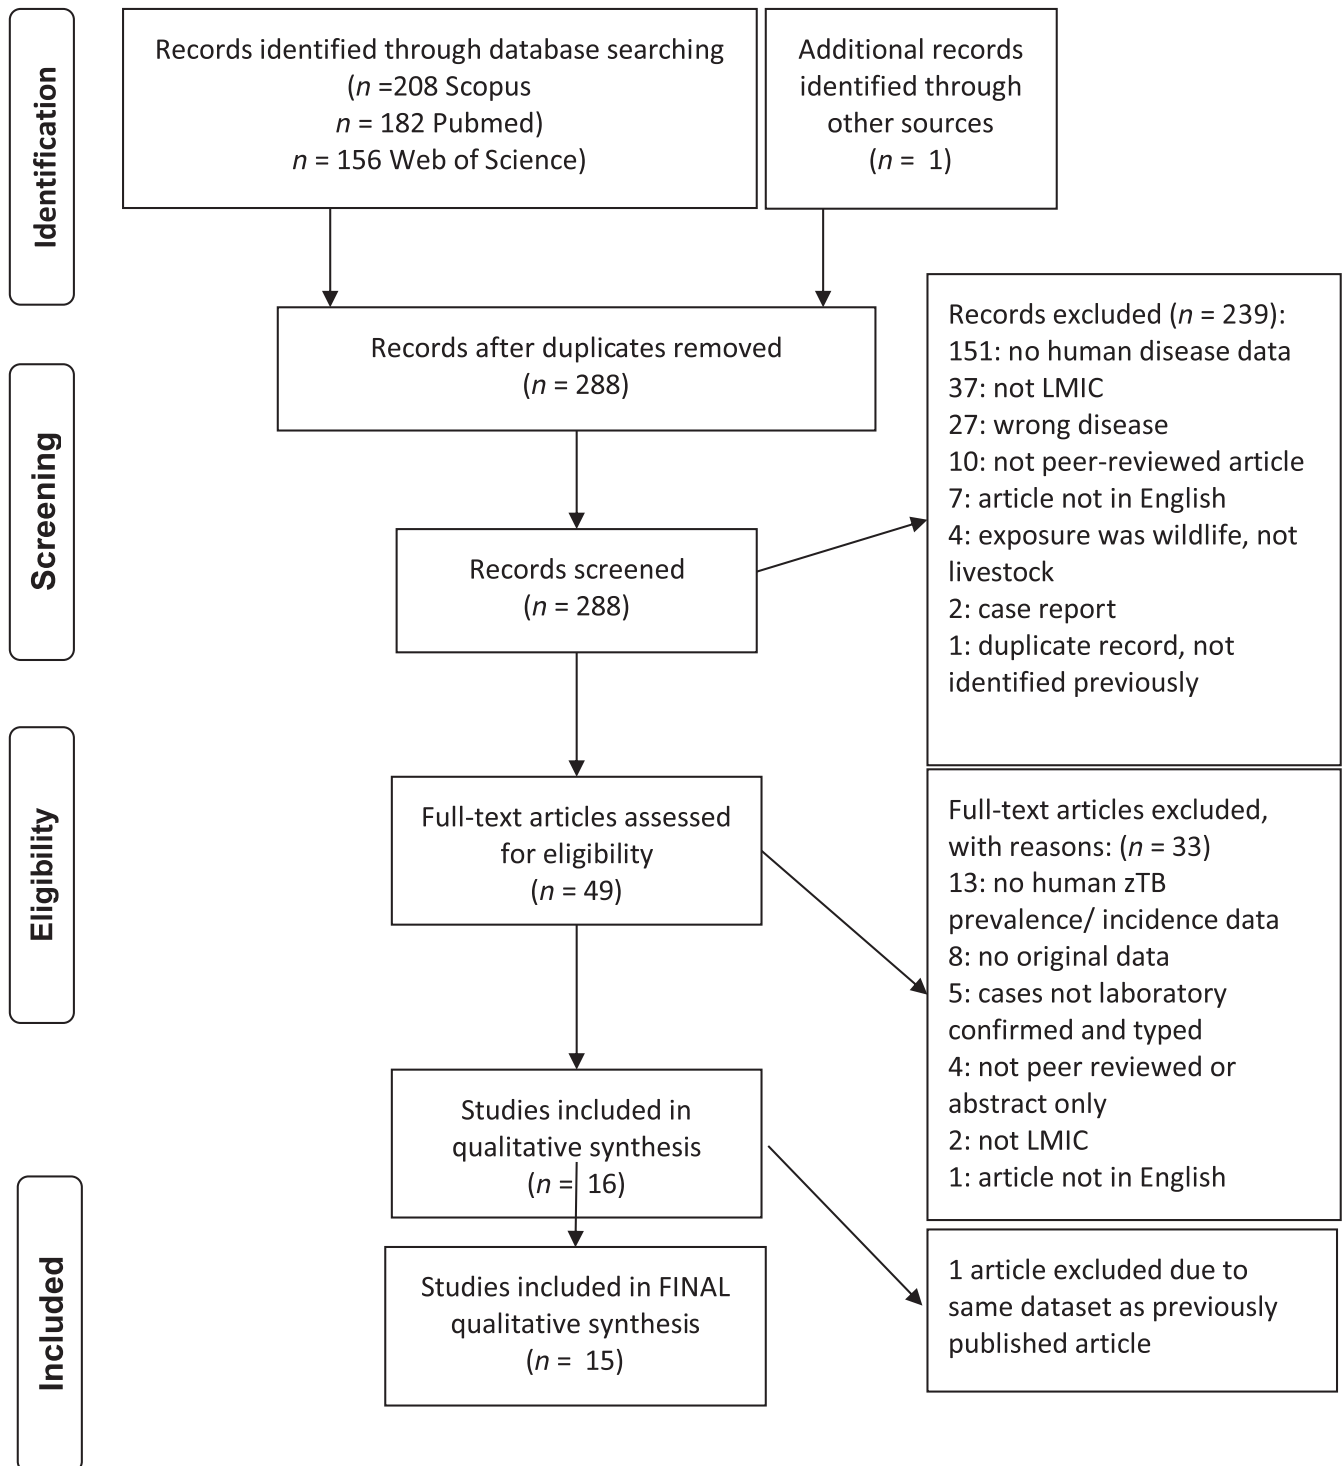 Identification
Records identified through database searching
(n =208 Scopus
n = 182 Pubmed)
n = 156 Web of Science)
Additional records
identified through
other sources
(n = 1)
Records after duplicates removed
(n = 288)
Screening
Records screened
(n = 288)
Records excluded (n = 239):
151: no human disease data
37: not LMIC
27: wrong disease
10: not peer-reviewed article
7: article not in English
4: exposure was wildlife, not
livestock
2: case report
1: duplicate record, not
identified previously
Eligibility
Full-text articles assessed
for eligibility
(n = 49)
Full-text articles excluded,
with reasons: (n = 33)
13: no human zTB
prevalence/ incidence data
8: no original data
5: cases not laboratory
confirmed and typed
4: not peer reviewed or
abstract only
2: not LMIC
1: article not in English
Studies included in
qualitative synthesis
(n = 16)
Included
Studies included in FINAL
qualitative synthesis
(n = 15)
1 article excluded due to
same dataset as previously
published article